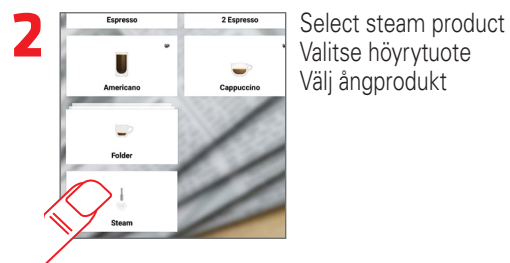 2
Espresso 2 Espresso
Americano Cappuccino
Folder
Steam
Select steam product
Valitse höyrytuote
Välj ångprodukt